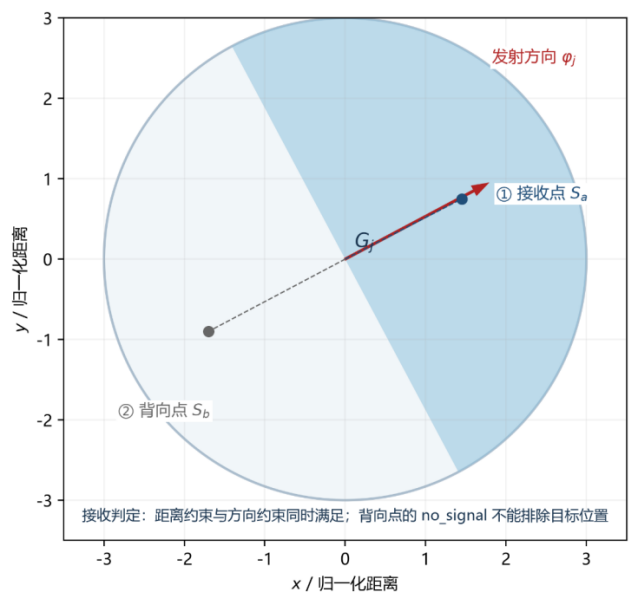 3
2
1
0
-1
-2
-3
y / 归一化距离
发射方向 φj
① 接收点 Sa
Gj
② 背向点 Sb
接收判定：距离约束与方向约束同时满足；背向点的 no_signal 不能排除目标位置
-3 -2 -1 0 1 2 3
x / 归一化距离